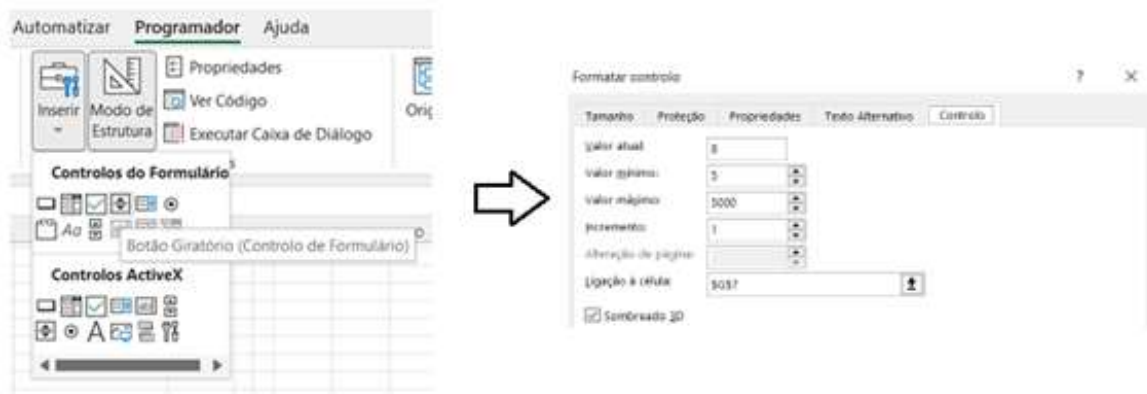 Automatizar Programador Ajuda
Inserir
Modo de Estrutura
Propriedades
Ver Código
Executar Caixa de Diálogo
Orig
s
Controlos do Formulário
Aa
o
Botão Giratório (Controlo de Formulário)
Controlos ActiveX
A
Formatar controlo ? ×
Tamanho Proteção Propriedades Texto Alternativo Controlo
Valor atual: 8
Valor mínimo: 5
Valor máximo: 5000
Incremento: 1
Alteração de página:
Ligação à célula: $G$7
Sombreado 3D